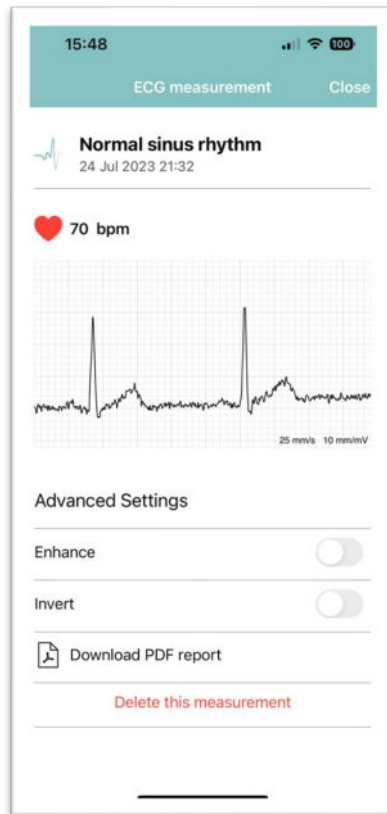 15:48
100
ECG measurement Close
Normal sinus rhythm
24 Jul 2023 21:32
70 bpm
25 mm/s 10 mm/mV
Advanced Settings
Enhance
Invert
Download PDF report
Delete this measurement